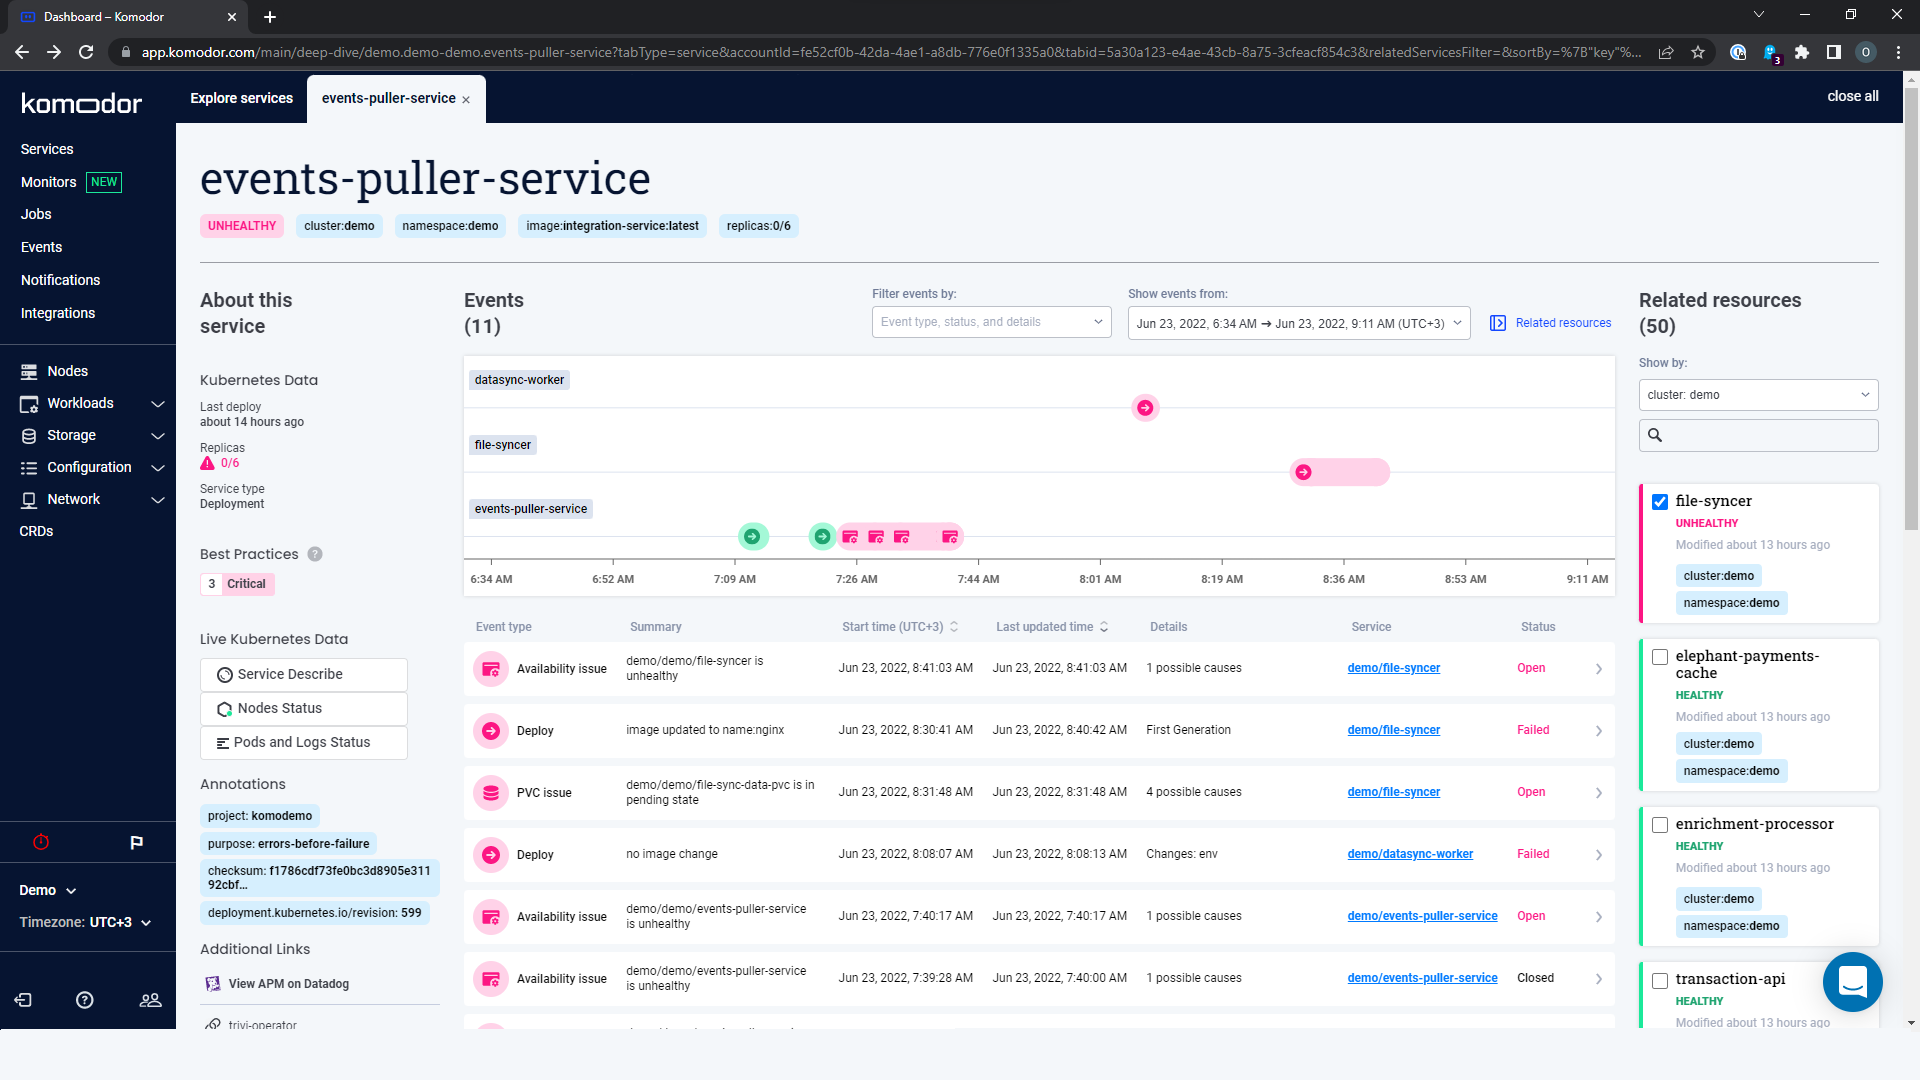 Dashboard – Komodor
app.komodor.com/main/deep-dive/demo.demo-demo.events-puller-service?tabType=service&accountId=fe52cf0b-42da-4ae1-a8db-776e0f1335a0&tabid=5a30a123-e4ae-43cb-8a75-3cfeacf854c3&relatedServicesFilter=&sortBy=%7B"key"%...
3
O
komodor
Explore services
events-puller-service
close all
Services
Monitors NEW
Jobs
Events
Notifications
Integrations
Nodes
Workloads
Storage
Configuration
Network
CRDs
Demo
Timezone: UTC+3
events-puller-service
UNHEALTHY
cluster:demo
namespace:demo
image:integration-service:latest
replicas:0/6
About this
service
Kubernetes Data
Last deploy
about 14 hours ago
Replicas
0/6
Service type
Deployment
Best Practices ?
3 Critical
Live Kubernetes Data
Service Describe
Nodes Status
Pods and Logs Status
Annotations
project: komodemo
purpose: errors-before-failure
checksum: f1786cdf73fe0bc3d8905e311
92cbf...
deployment.kubernetes.io/revision: 599
Additional Links
View APM on Datadog
trivi-operator
Events
(11)
Filter events by:
Event type, status, and details
Show events from:
Jun 23, 2022, 6:34 AM → Jun 23, 2022, 9:11 AM (UTC+3)
Related resources
datasync-worker
file-syncer
events-puller-service
6:34 AM 6:52 AM 7:09 AM 7:26 AM 7:44 AM 8:01 AM 8:19 AM 8:36 AM 8:53 AM 9:11 AM
Event type Summary Start time (UTC+3) Last updated time Details Service Status
Availability issue demo/demo/file-syncer is
unhealthy Jun 23, 2022, 8:41:03 AM Jun 23, 2022, 8:41:03 AM 1 possible causes demo/file-syncer Open
Deploy image updated to name:nginx Jun 23, 2022, 8:30:41 AM Jun 23, 2022, 8:40:42 AM First Generation demo/file-syncer Failed
PVC issue demo/demo/file-sync-data-pvc is in
pending state Jun 23, 2022, 8:31:48 AM Jun 23, 2022, 8:31:48 AM 4 possible causes demo/file-syncer Open
Deploy no image change Jun 23, 2022, 8:08:07 AM Jun 23, 2022, 8:08:13 AM Changes: env demo/datasync-worker Failed
Availability issue demo/demo/events-puller-service
is unhealthy Jun 23, 2022, 7:40:17 AM Jun 23, 2022, 7:40:17 AM 1 possible causes demo/events-puller-service Open
Availability issue demo/demo/events-puller-service
is unhealthy Jun 23, 2022, 7:39:28 AM Jun 23, 2022, 7:40:00 AM 1 possible causes demo/events-puller-service Closed
Related resources
(50)
Show by:
cluster: demo
file-syncer
UNHEALTHY
Modified about 13 hours ago
cluster:demo
namespace:demo
elephant-payments-
cache
HEALTHY
Modified about 13 hours ago
cluster:demo
namespace:demo
enrichment-processor
HEALTHY
Modified about 13 hours ago
cluster:demo
namespace:demo
transaction-api
HEALTHY
Modified about 13 hours ago